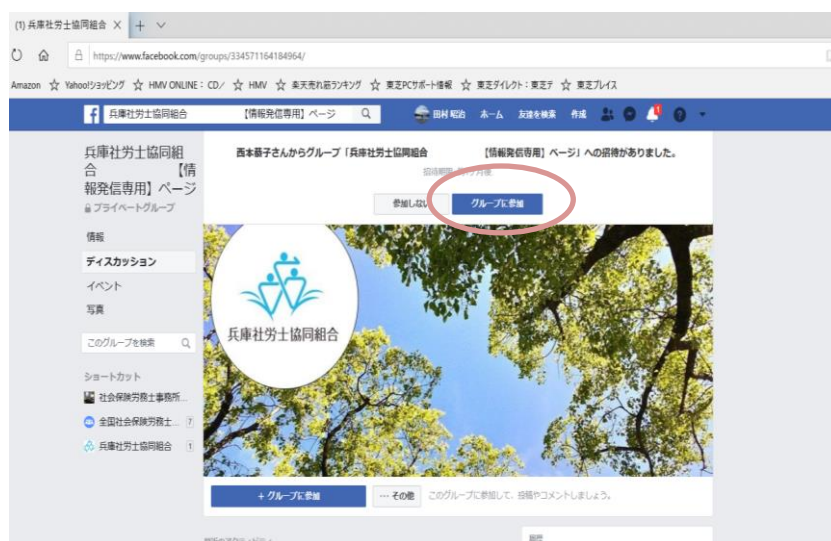 (1) 兵庫社労士協同組合
https://www.facebook.com/groups/334571164184964/
Amazon Yahoo!ショッピング HMV ONLINE：CD/ HMV 楽天売れ筋ランキング 東芝PCサポート情報 東芝ダイレクト：東芝デ 東芝プレイス
兵庫社労士協同組合 【情報発信専用】ページ 田村 昭治 ホーム 友達を検索 作成
兵庫社労士協同組
合 【情
報発信専用】ページ
プライベートグループ
西本恭子さんからグループ「兵庫社労士協同組合 【情報発信専用】ページ」への招待がありました。
参加しない グループに参加
情報
ディスカッション
イベント
写真
このグループを検索
ショートカット
社会保険労務士事務所...
全国社会保険労務士... 7
兵庫社労士協同組合 1
兵庫社労士協同組合
+ グループに参加 ... その他 このグループに参加して、投稿やコメントしましょう。